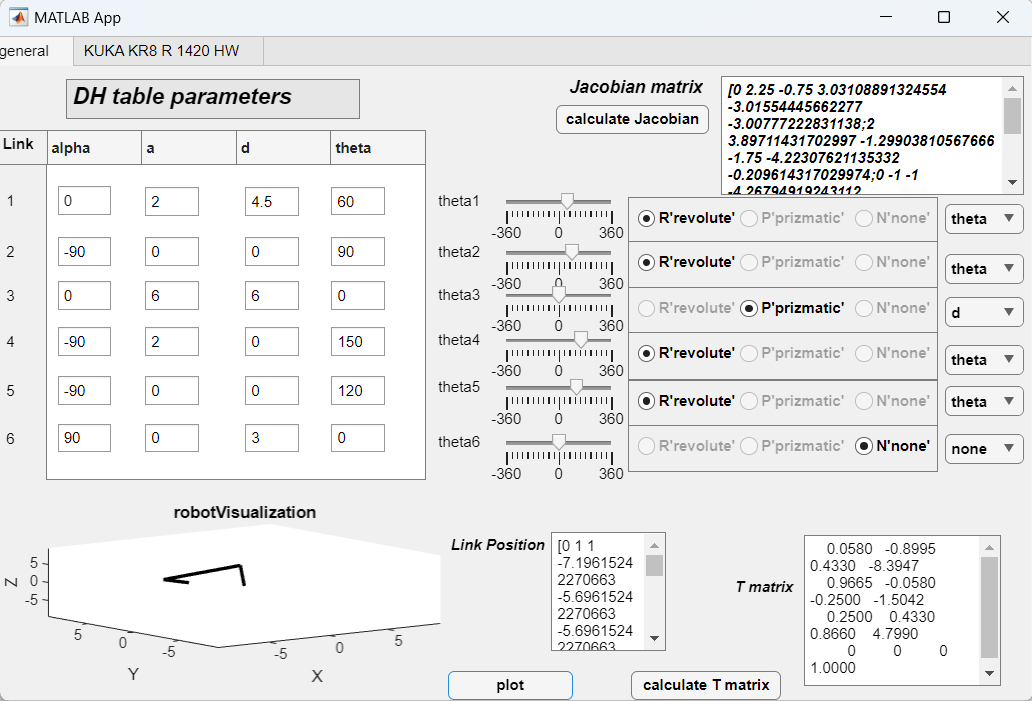 MATLAB App
general KUKA KR8 R 1420 HW
DH table parameters
Jacobian matrix
calculate Jacobian
[0 2.25 -0.75 3.03108891324554
-3.01554445662277
-3.00777222831138;2
3.89711431702997 -1.29903810567666
-1.75 -4.22307621135332
-0.209614317029974;0 -1 -1
-4.26794919243112
Link alpha a d theta
1 0 2 4.5 60
2 -90 0 0 90
3 0 6 6 0
4 -90 2 0 150
5 -90 0 0 120
6 90 0 3 0
theta1 -360 0 360 R'revolute' P'prizmatic' N'none' theta
theta2 -360 0 360 R'revolute' P'prizmatic' N'none' theta
theta3 -360 0 360 R'revolute' P'prizmatic' N'none' d
theta4 -360 0 360 R'revolute' P'prizmatic' N'none' theta
theta5 -360 0 360 R'revolute' P'prizmatic' N'none' theta
theta6 -360 0 360 R'revolute' P'prizmatic' N'none' none
robotVisualization
Z 5 0 -5
5 0 -5
Y
-5 0 5
X
Link Position
[0 1 1
-7.1961524
2270663
-5.6961524
2270663
-5.6961524
2270663
plot
T matrix
0.0580 -0.8995
0.4330 -8.3947
0.9665 -0.0580
-0.2500 -1.5042
0.2500 0.4330
0.8660 4.7990
0 0 0
1.0000
calculate T matrix